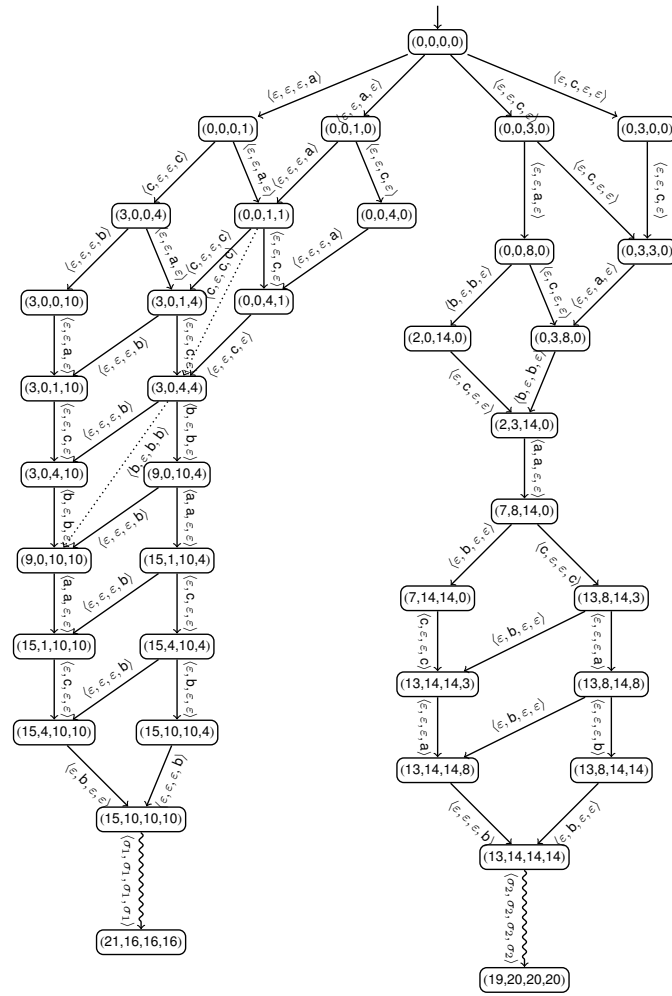 (0,0,0,0)
⟨ε, ε, ε, a⟩
⟨ε, ε, a, ε⟩
⟨ε, ε, c, ε⟩
⟨ε, c, ε, ε⟩
(0,0,0,1)
(0,0,1,0)
(0,0,3,0)
(0,3,0,0)
⟨c, ε, ε, c⟩
⟨ε, ε, a, ε⟩
⟨ε, ε, ε, a⟩
⟨ε, ε, c, ε⟩
⟨ε, ε, a, ε⟩
⟨ε, c, ε, ε⟩
⟨ε, ε, c, ε⟩
(3,0,0,4)
(0,0,1,1)
(0,0,4,0)
(0,0,8,0)
(0,3,3,0)
⟨ε, ε, ε, b⟩
⟨ε, ε, a, ε⟩
⟨c, ε, ε, c⟩
⟨c, ε, c, c⟩
⟨ε, ε, c, ε⟩
⟨ε, ε, ε, a⟩
⟨b, ε, b, ε⟩
⟨ε, c, ε, ε⟩
⟨ε, ε, a, ε⟩
(3,0,0,10)
(3,0,1,4)
(0,0,4,1)
(2,0,14,0)
(0,3,8,0)
⟨ε, ε, a, ε⟩
⟨ε, ε, ε, b⟩
⟨ε, ε, c, ε⟩
⟨ε, ε, c, ε⟩
⟨ε, c, ε, ε⟩
⟨b, ε, b, ε⟩
(3,0,1,10)
(3,0,4,4)
(2,3,14,0)
⟨ε, ε, c, ε⟩
⟨ε, ε, ε, b⟩
⟨b, ε, b, b⟩
⟨b, ε, b, ε⟩
⟨a, a, ε, ε⟩
(3,0,4,10)
(9,0,10,4)
(7,8,14,0)
⟨b, ε, b, ε⟩
⟨ε, ε, ε, b⟩
⟨a, a, ε, ε⟩
⟨ε, b, ε, ε⟩
⟨c, ε, ε, c⟩
(9,0,10,10)
(15,1,10,4)
(7,14,14,0)
(13,8,14,3)
⟨a, a, ε, ε⟩
⟨ε, ε, ε, b⟩
⟨ε, c, ε, ε⟩
⟨c, ε, ε, c⟩
⟨ε, b, ε, ε⟩
⟨ε, ε, ε, a⟩
(15,1,10,10)
(15,4,10,4)
(13,14,14,3)
(13,8,14,8)
⟨ε, c, ε, ε⟩
⟨ε, ε, ε, b⟩
⟨ε, b, ε, ε⟩
⟨ε, ε, ε, a⟩
⟨ε, b, ε, ε⟩
⟨ε, ε, ε, b⟩
(15,4,10,10)
(15,10,10,4)
(13,14,14,8)
(13,8,14,14)
⟨ε, b, ε, ε⟩
⟨ε, ε, ε, b⟩
⟨ε, ε, ε, b⟩
⟨ε, b, ε, ε⟩
(15,10,10,10)
(13,14,14,14)
⟨σ₁, σ₁, σ₁, σ₁⟩
⟨σ₂, σ₂, σ₂, σ₂⟩
(21,16,16,16)
(19,20,20,20)